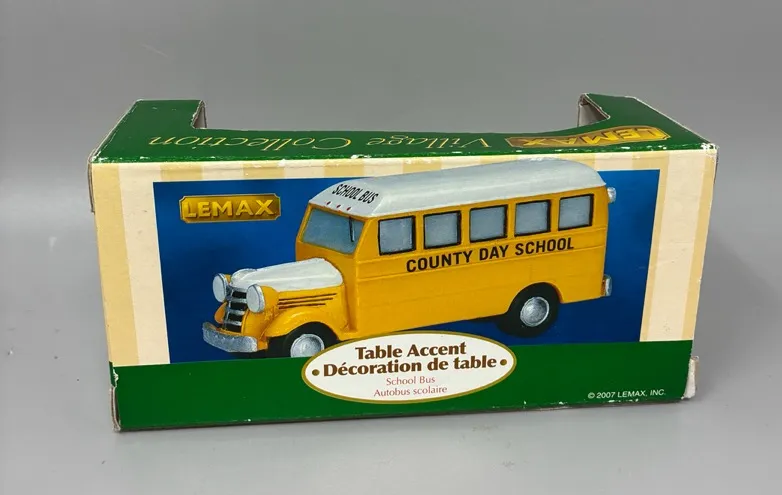 LEMAX Village Collection
LEMAX
SCHOOL BUS
COUNTY DAY SCHOOL
Table Accent
• Décoration de table •
School Bus
Autobus scolaire
© 2007 LEMAX, INC.